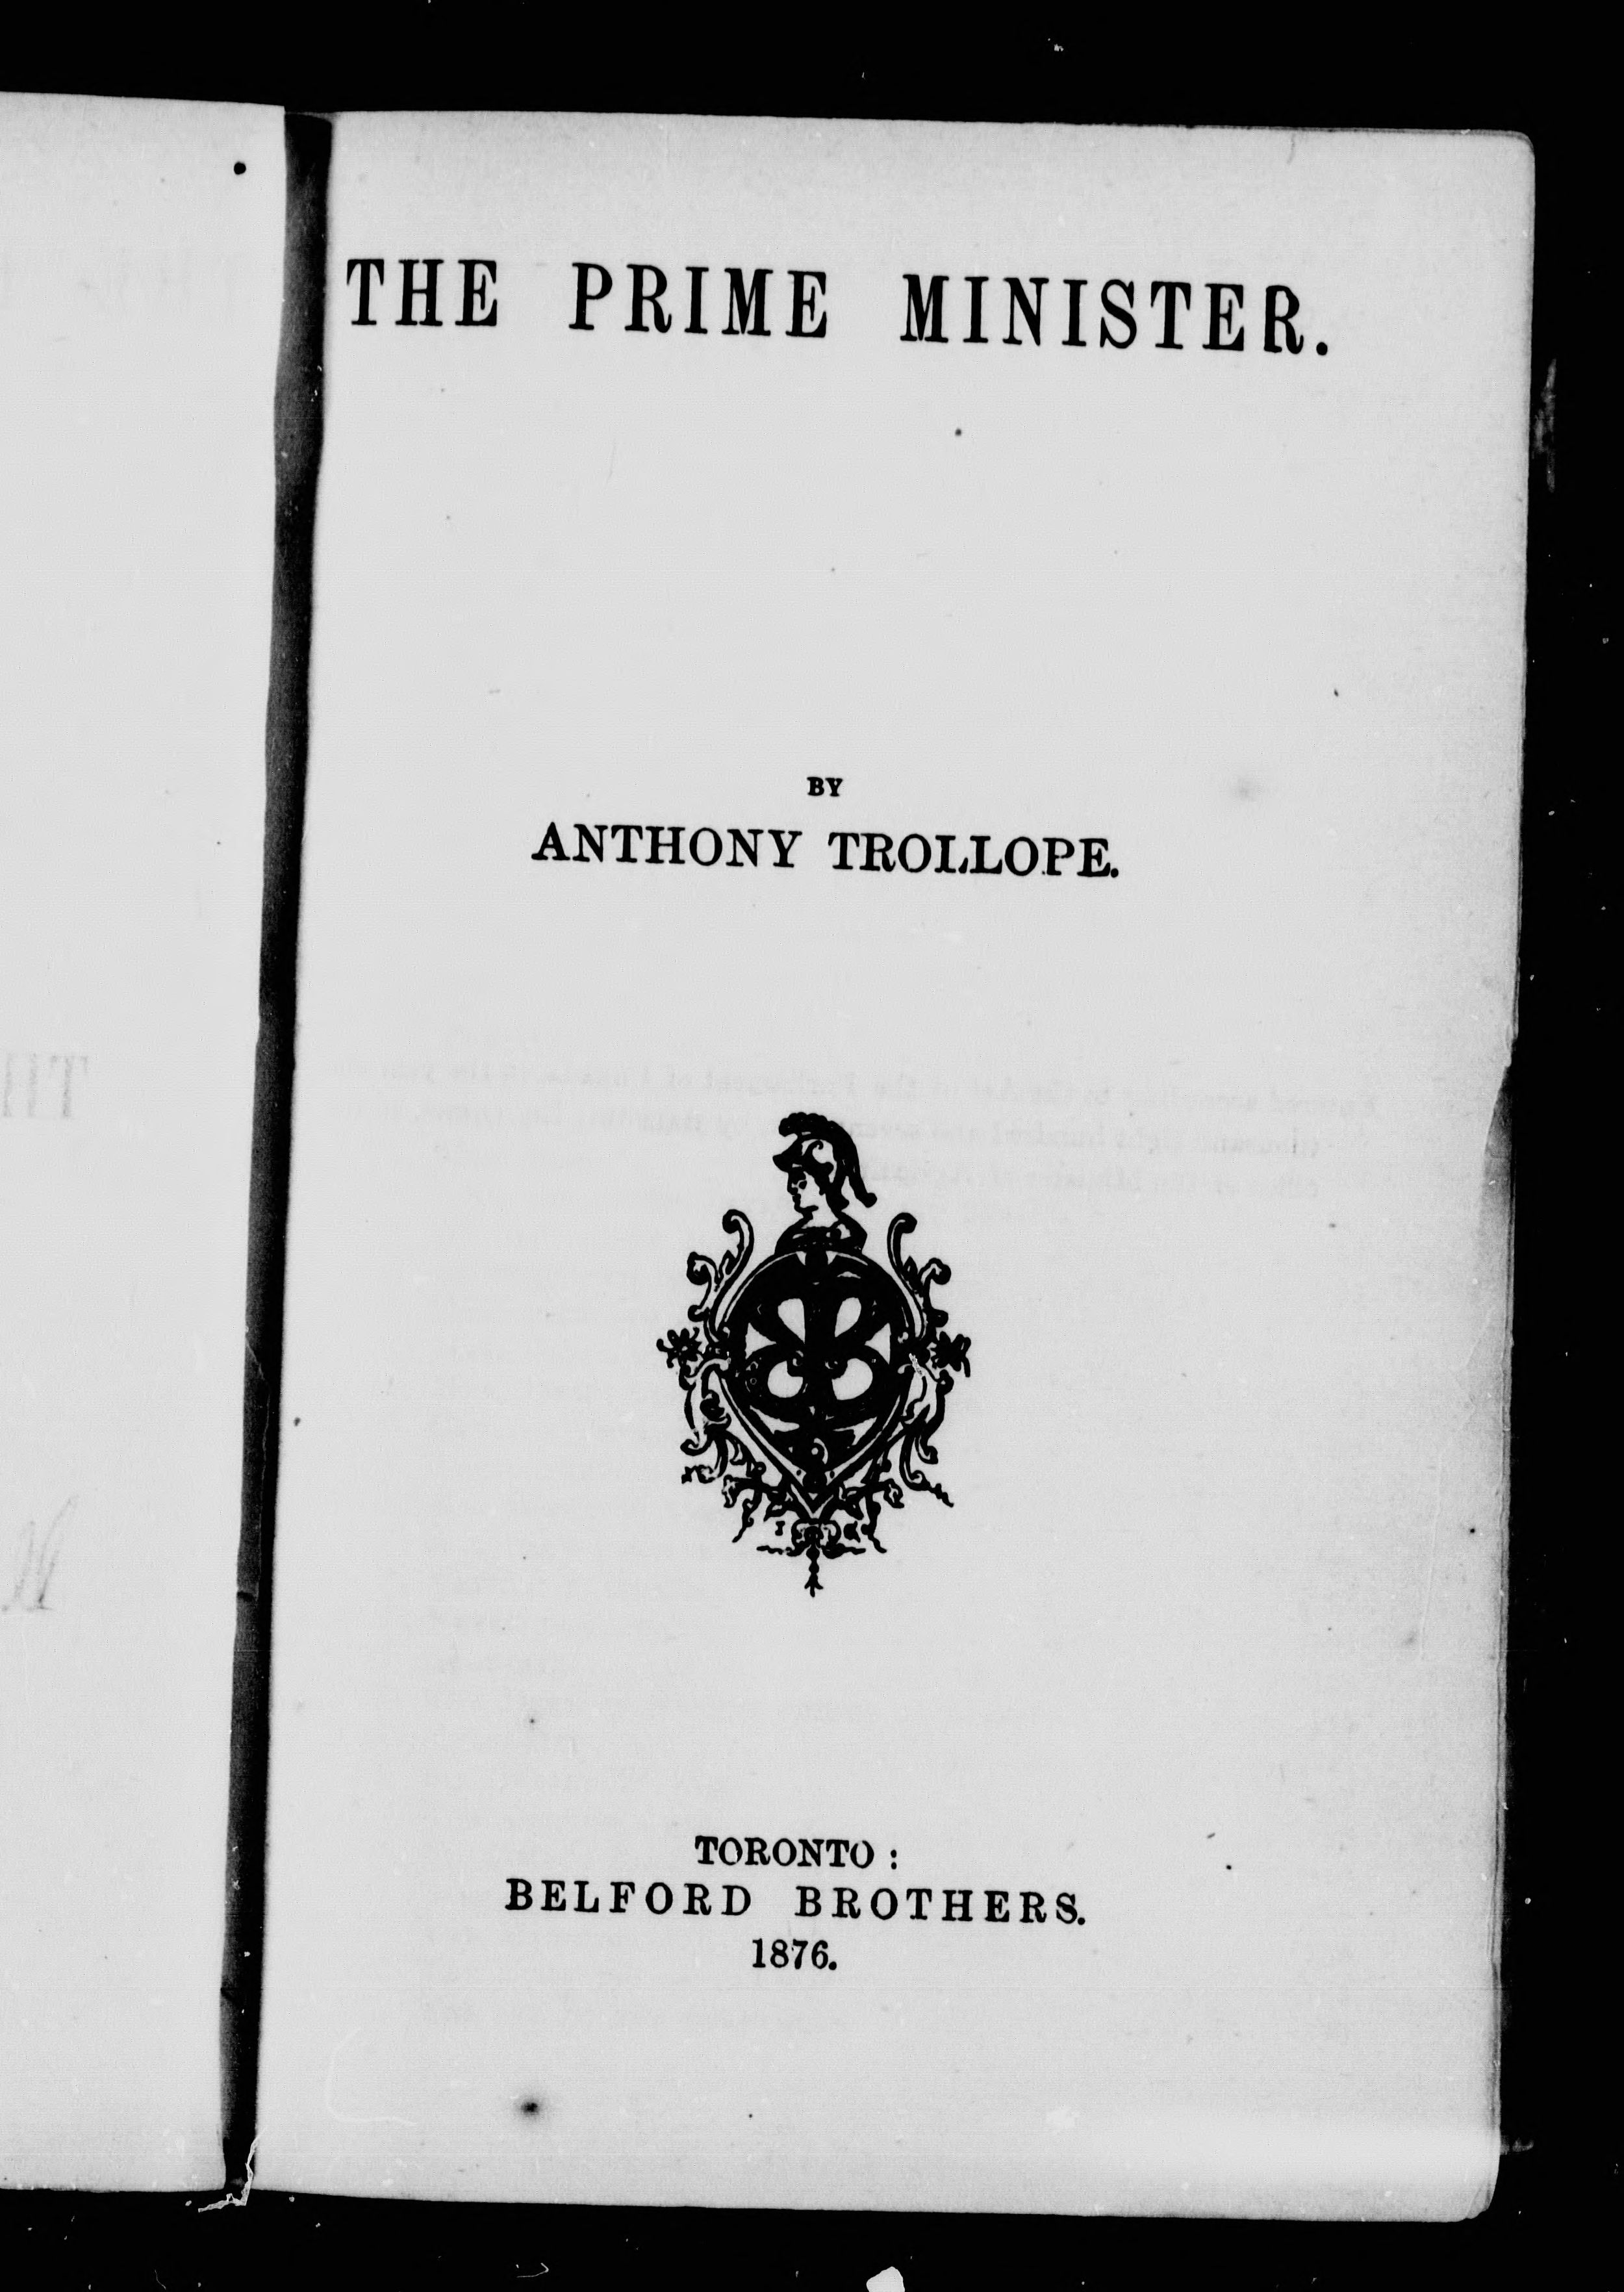 THE PRIME MINISTER.
BY
ANTHONY TROLLOPE.
TORONTO :
BELFORD BROTHERS.
1876.